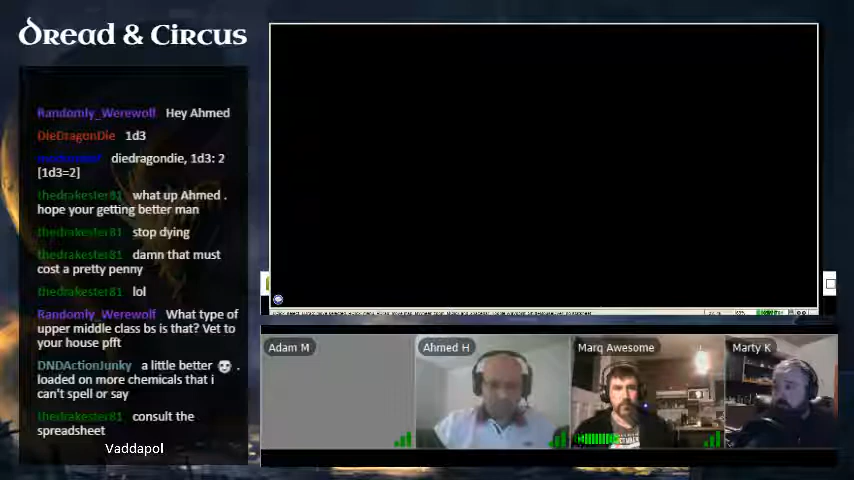 Dread & Circus
Randomly_Werewolf Hey Ahmed
DieDragonDie 1d3
diedragondie, 1d3: 2
[1d3=2]
thedrakester81 what up Ahmed .
hope your getting better man
thedrakester81 stop dying
thedrakester81 damn that must
cost a pretty penny
thedrakester81 lol
Randomly_Werewolf What type of
upper middle class bs is that? Vet to
your house pfft
DNDActionJunky a little better 💀 .
loaded on more chemicals that i
can't spell or say
thedrakester81 consult the
spreadsheet
Vaddapol
Adam M
Ahmed H
Marq Awesome
Marty K